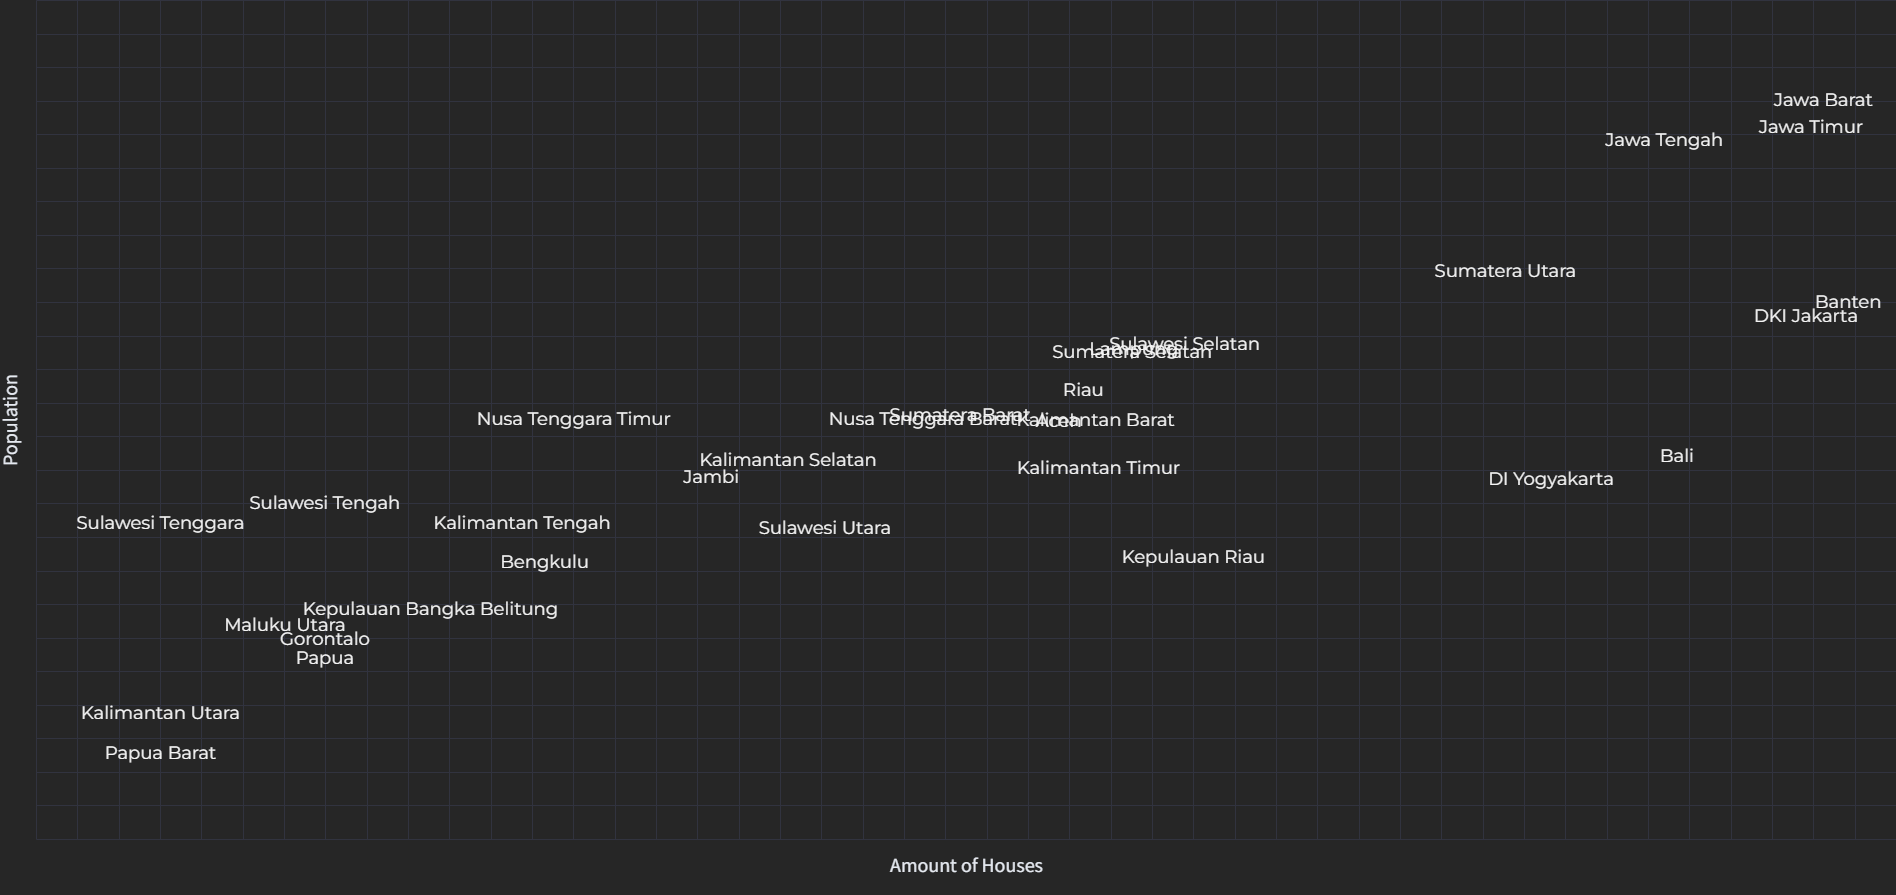 Jawa Barat
Jawa Timur
Jawa Tengah
Sumatera Utara
Banten
DKI Jakarta
Sulawesi Selatan
Lampung
Sumatera Selatan
Riau
Sumatera Barat
Nusa Tenggara Timur
Nusa Tenggara Barat
Aceh
Kalimantan Barat
Bali
Kalimantan Selatan
Kalimantan Timur
Jambi
DI Yogyakarta
Sulawesi Tengah
Sulawesi Tenggara
Kalimantan Tengah
Sulawesi Utara
Kepulauan Riau
Bengkulu
Kepulauan Bangka Belitung
Maluku Utara
Gorontalo
Papua
Kalimantan Utara
Papua Barat
Population
Amount of Houses